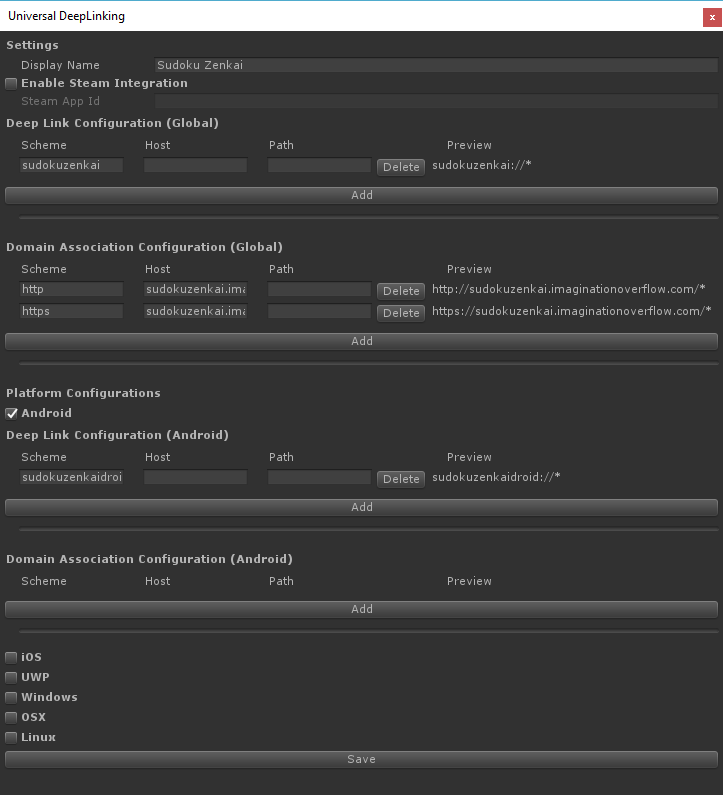 Universal DeepLinking
x
Settings
Display Name Sudoku Zenkai
Enable Steam Integration
Steam App Id
Deep Link Configuration (Global)
Scheme Host Path Preview
sudokuzenkai Delete sudokuzenkai://*
Add
Domain Association Configuration (Global)
Scheme Host Path Preview
http sudokuzenkai.ima Delete http://sudokuzenkai.imaginationoverflow.com/*
https sudokuzenkai.ima Delete https://sudokuzenkai.imaginationoverflow.com/*
Add
Platform Configurations
Android
Deep Link Configuration (Android)
Scheme Host Path Preview
sudokuzenkaidroi Delete sudokuzenkaidroid://*
Add
Domain Association Configuration (Android)
Scheme Host Path Preview
Add
iOS
UWP
Windows
OSX
Linux
Save